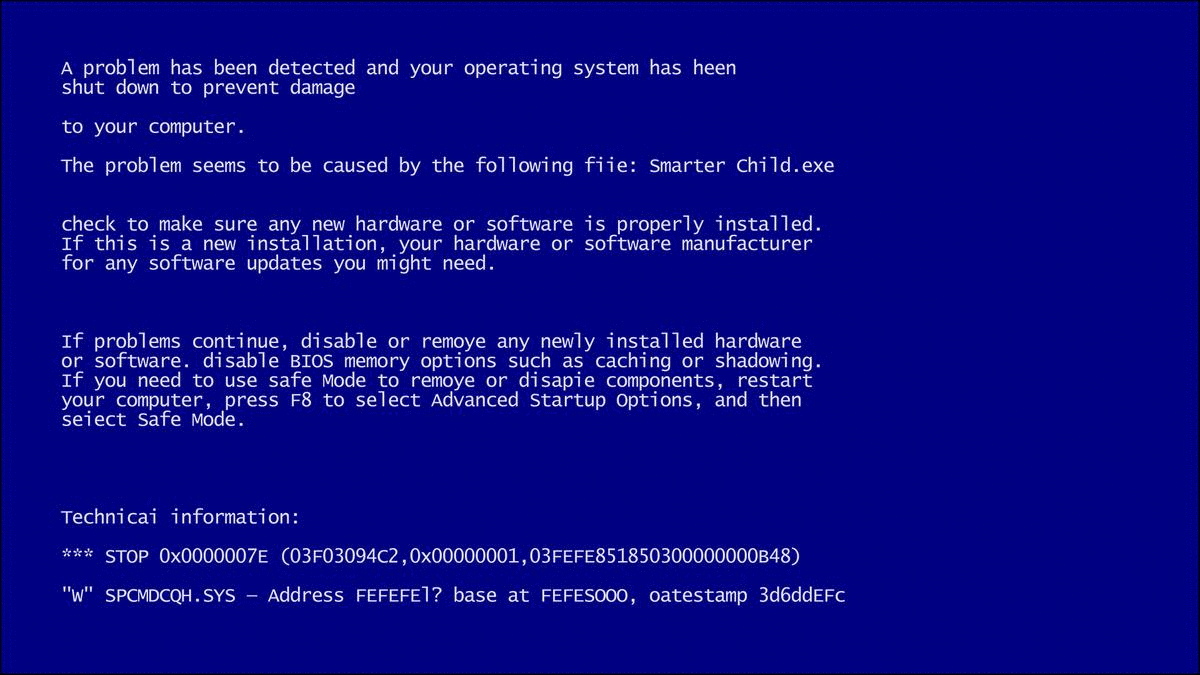 A problem has been detected and your operating system has heen
shut down to prevent damage
to your computer.
The problem seems to be caused by the following fiie: Smarter Child.exe
check to make sure any new hardware or software is properly installed.
If this is a new installation, your hardware or software manufacturer
for any software updates you might need.
If problems continue, disable or remoye any newly installed hardware
or software. disable BIOS memory options such as caching or shadowing.
If you need to use safe Mode to remoye or disapie components, restart
your computer, press F8 to select Advanced Startup Options, and then
seiect Safe Mode.
Technicai information:
*** STOP 0x0000007E (03F03094C2,0x00000001,03FEFE851850300000000B48)
"W" SPCMDCQH.SYS – Address FEFEFEl? base at FEFESOOO, oatestamp 3d6ddEFc